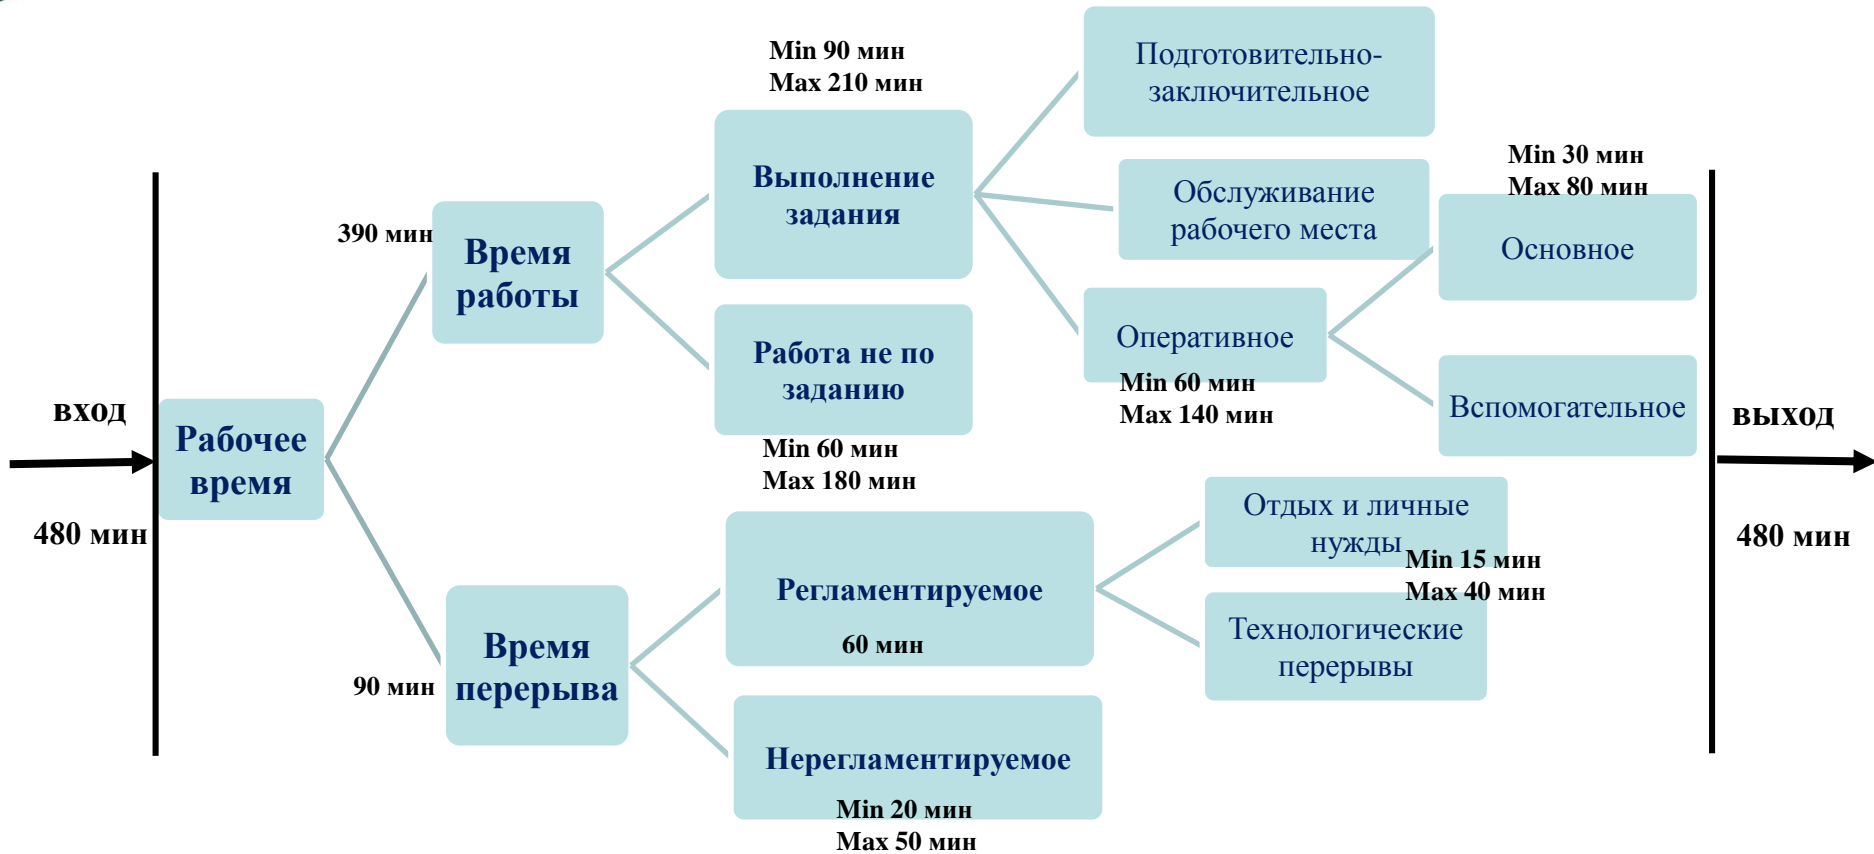 вход
480 мин
Рабочее
время
390 мин
Время
работы
90 мин
Время
перерыва
Min 90 мин
Max 210 мин
Выполнение
задания
Работа не по
заданию
Min 60 мин
Max 180 мин
Регламентируемое
60 мин
Нерегламентируемое
Min 20 мин
Max 50 мин
Подготовительно-
заключительное
Обслуживание
рабочего места
Оперативное
Min 60 мин
Max 140 мин
Min 30 мин
Max 80 мин
Основное
Вспомогательное
Отдых и личные
нужды
Min 15 мин
Max 40 мин
Технологические
перерывы
выход
480 мин